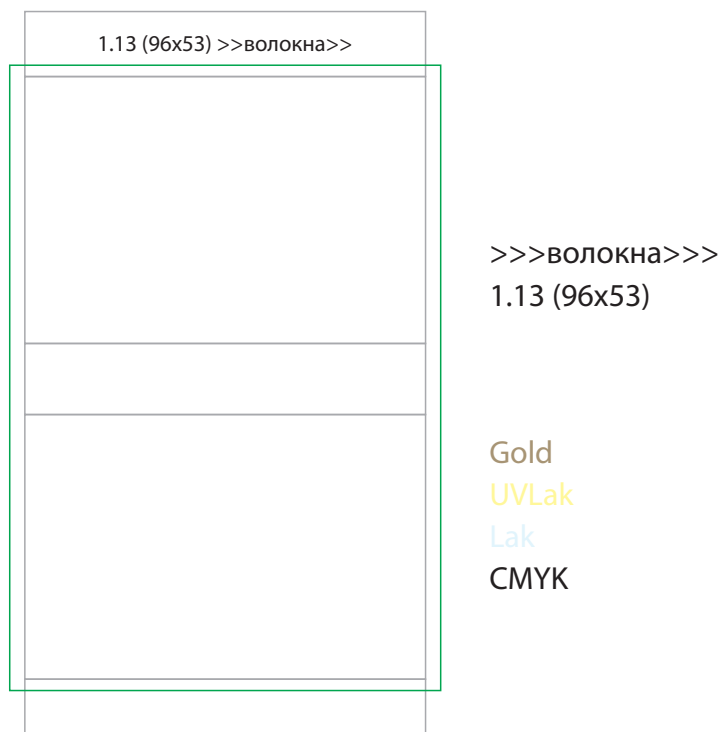 1.13 (96x53) >>волокна>>
>>>волокна>>>
1.13 (96x53)
Gold
UVLak
Lak
CMYK